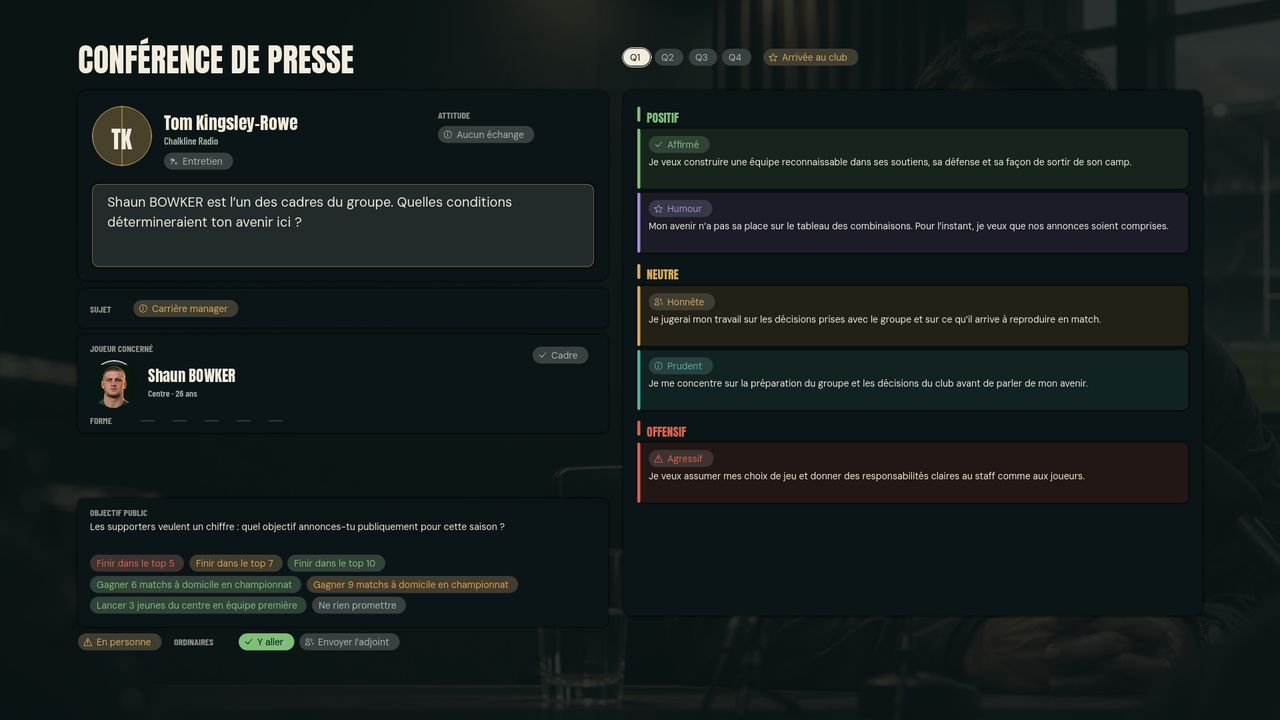 CONFÉRENCE DE PRESSE
Q1
Q2
Q3
Q4
Arrivée au club
TK
Tom Kingsley-Rowe
Chalkline Radio
Entretien
ATTITUDE
Aucun échange
Shaun BOWKER est l'un des cadres du groupe. Quelles conditions
détermineraient ton avenir ici ?
SUJET
Carrière manager
JOUEUR CONCERNÉ
Shaun BOWKER
Centre · 26 ans
Cadre
FORME
OBJECTIF PUBLIC
Les supporters veulent un chiffre : quel objectif annonces-tu publiquement pour cette saison ?
Finir dans le top 5
Finir dans le top 7
Finir dans le top 10
Gagner 6 matchs à domicile en championnat
Gagner 9 matchs à domicile en championnat
Lancer 3 jeunes du centre en équipe première
Ne rien promettre
En personne
ORDINAIRES
Y aller
Envoyer l'adjoint
POSITIF
Affirmé
Je veux construire une équipe reconnaissable dans ses soutiens, sa défense et sa façon de sortir de son camp.
Humour
Mon avenir n'a pas sa place sur le tableau des combinaisons. Pour l'instant, je veux que nos annonces soient comprises.
NEUTRE
Honnête
Je jugerai mon travail sur les décisions prises avec le groupe et sur ce qu'il arrive à reproduire en match.
Prudent
Je me concentre sur la préparation du groupe et les décisions du club avant de parler de mon avenir.
OFFENSIF
Agressif
Je veux assumer mes choix de jeu et donner des responsabilités claires au staff comme aux joueurs.